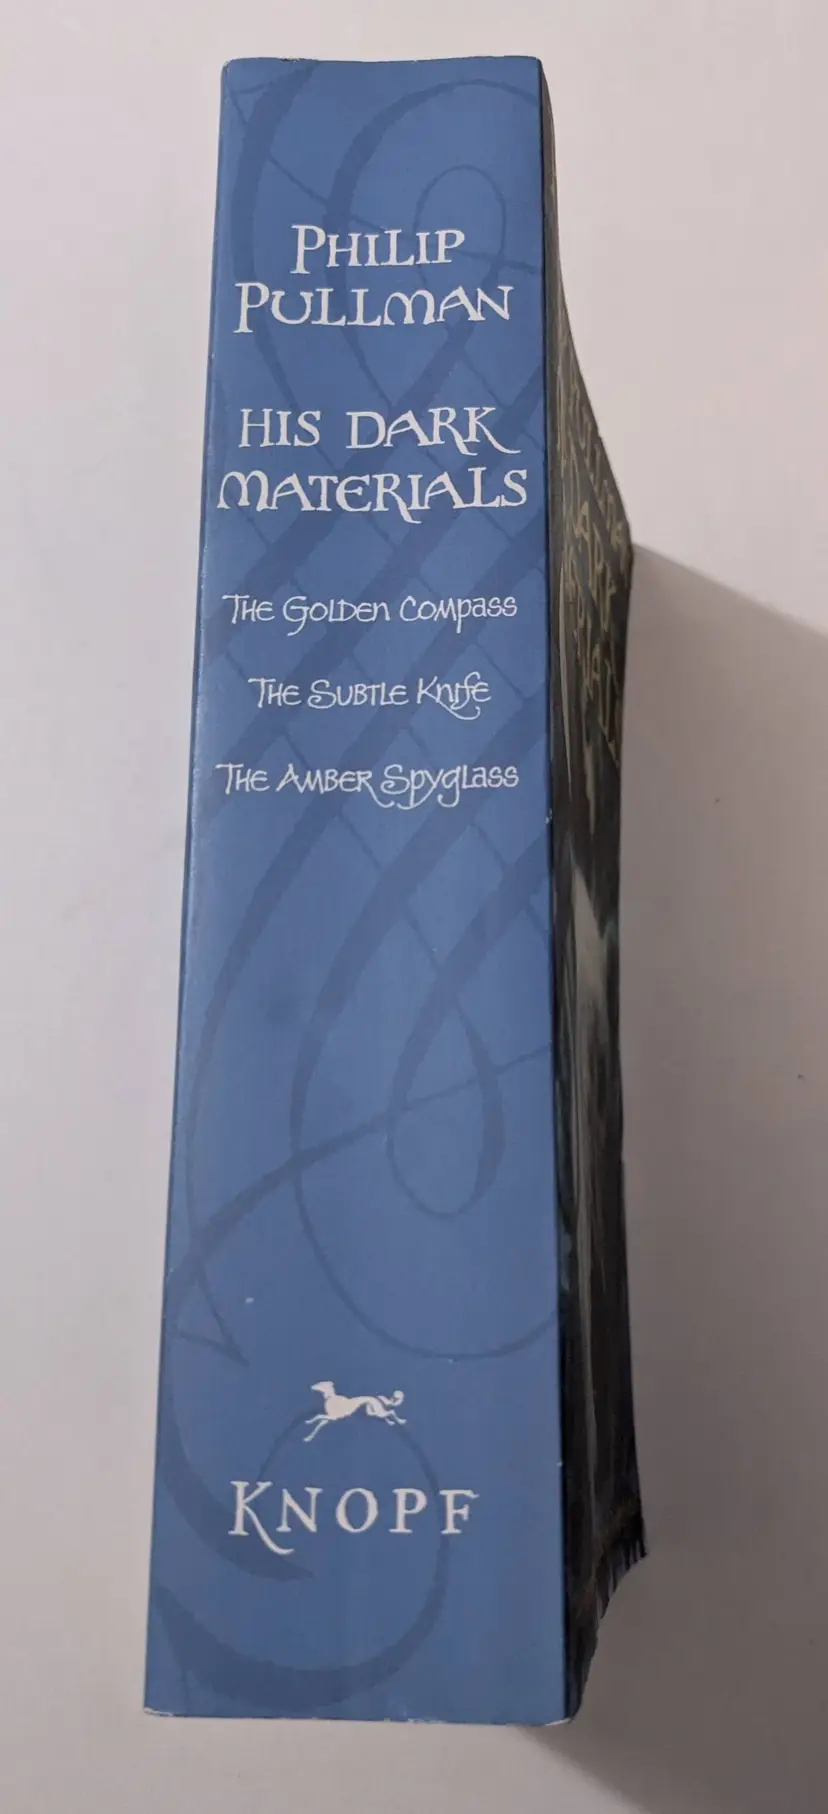 PHILIP
PULLMAN
HIS DARK
MATERIALS
THE GOLDEN COMPASS
THE SUBTLE KNIFE
THE AMBER SPYGLASS
KNOPF